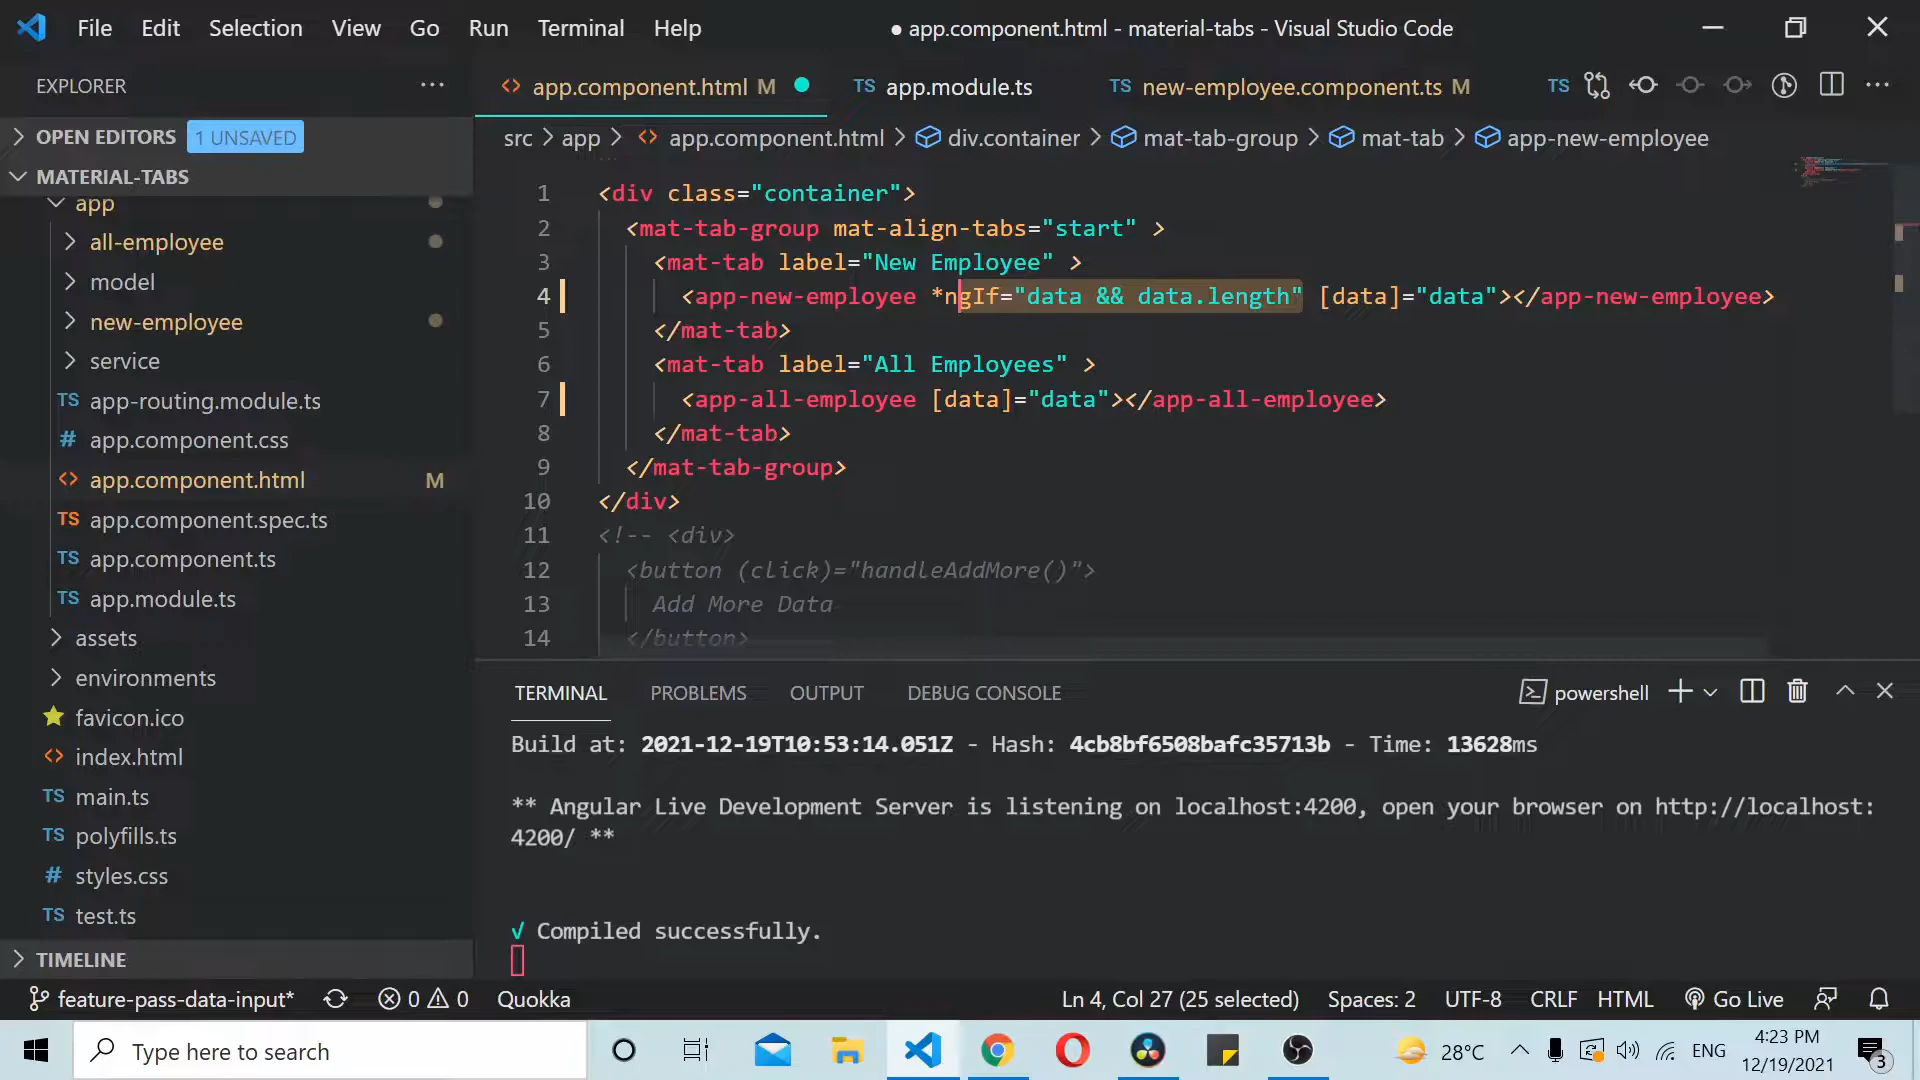 File Edit Selection View Go Run Terminal Help
● app.component.html - material-tabs - Visual Studio Code
EXPLORER
OPEN EDITORS 1 UNSAVED
MATERIAL-TABS
app
all-employee
model
new-employee
service
TS app-routing.module.ts
# app.component.css
<> app.component.html M
TS app.component.spec.ts
TS app.component.ts
TS app.module.ts
assets
environments
favicon.ico
<> index.html
TS main.ts
TS polyfills.ts
# styles.css
TS test.ts
TIMELINE
<> app.component.html M ● TS app.module.ts TS new-employee.component.ts M TS
src > app > <> app.component.html > div.container > mat-tab-group > mat-tab > app-new-employee
1 <div class="container">
2 <mat-tab-group mat-align-tabs="start" >
3 <mat-tab label="New Employee" >
4 <app-new-employee *ngIf="data && data.length" [data]="data"></app-new-employee>
5 </mat-tab>
6 <mat-tab label="All Employees" >
7 <app-all-employee [data]="data"></app-all-employee>
8 </mat-tab>
9 </mat-tab-group>
10 </div>
11 <!-- <div>
12 <button (click)="handleAddMore()">
13 Add More Data
14 </button>
TERMINAL PROBLEMS OUTPUT DEBUG CONSOLE powershell
Build at: 2021-12-19T10:53:14.051Z - Hash: 4cb8bf6508bafc35713b - Time: 13628ms
** Angular Live Development Server is listening on localhost:4200, open your browser on http://localhost:
4200/ **
√ Compiled successfully.
feature-pass-data-input* 0 0 Quokka Ln 4, Col 27 (25 selected) Spaces: 2 UTF-8 CRLF HTML Go Live
Type here to search 28°C ENG 4:23 PM
12/19/2021 3